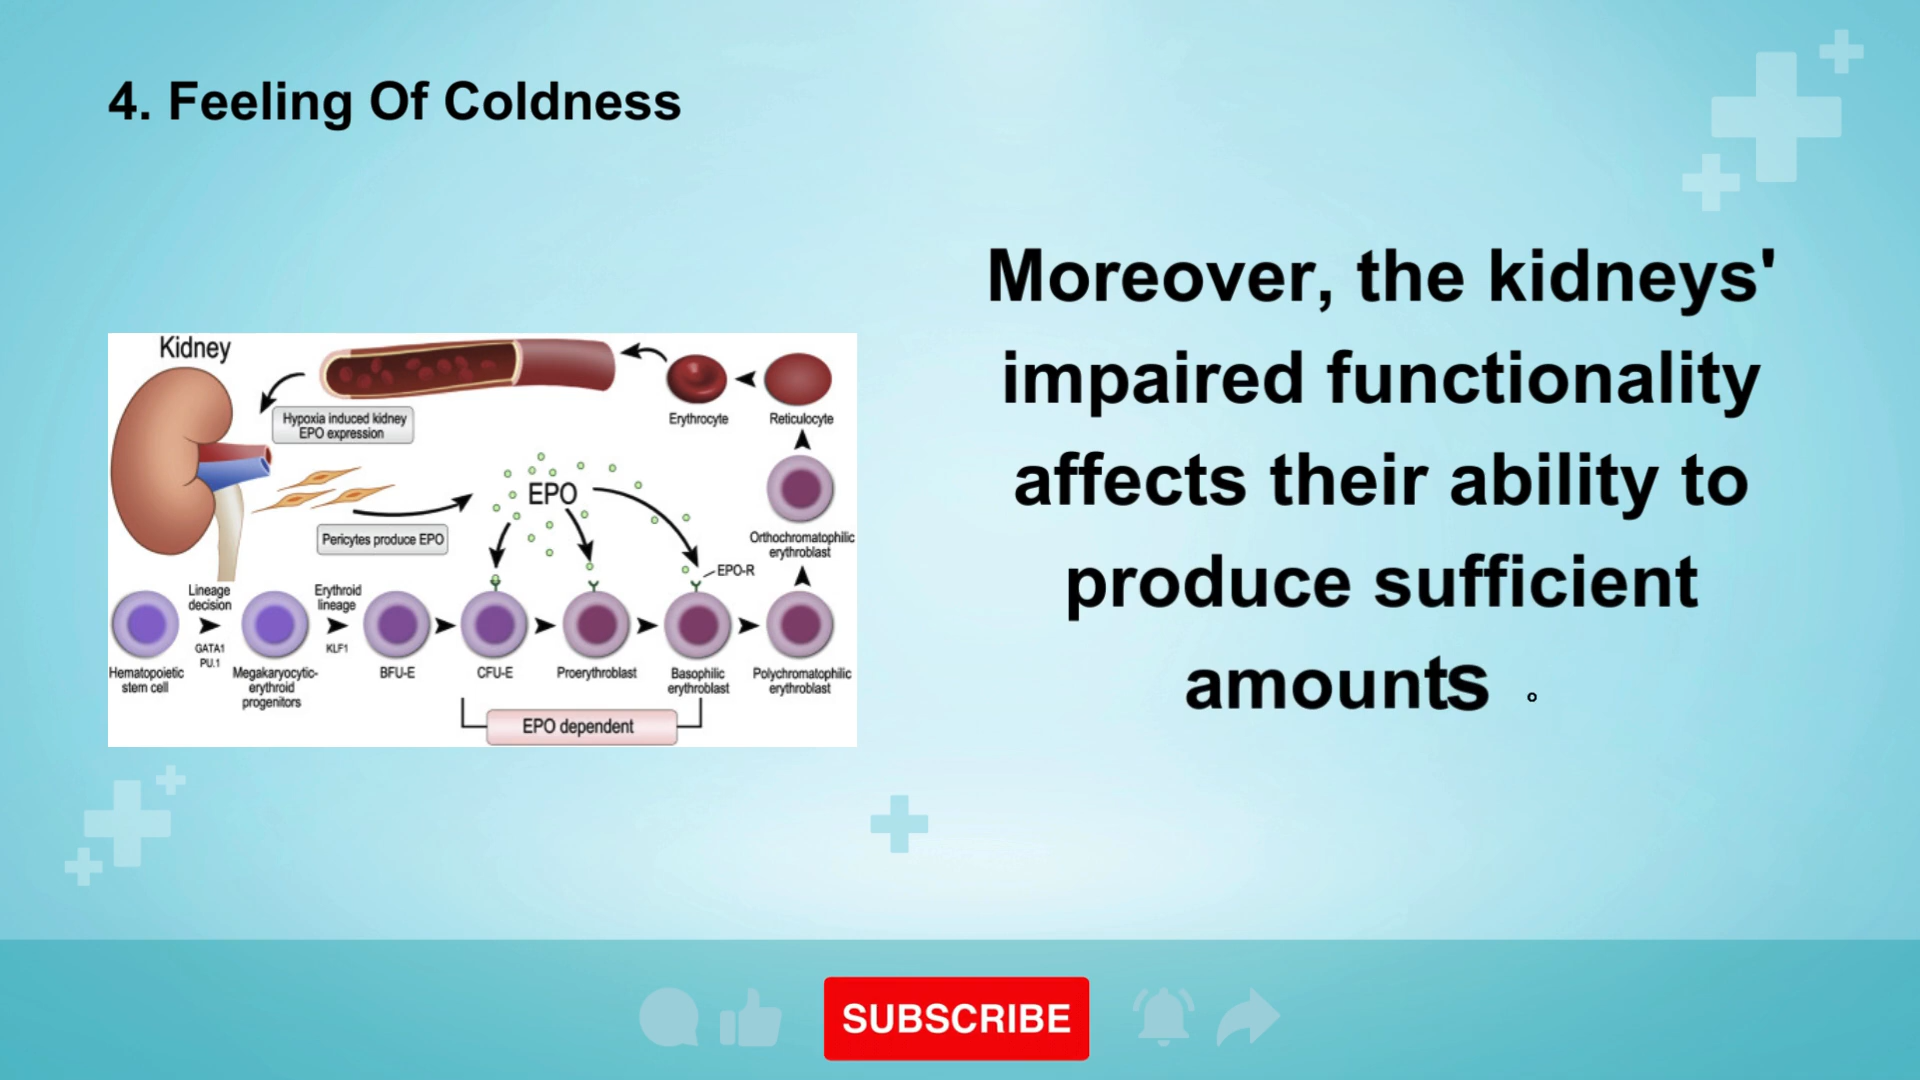 4. Feeling Of Coldness
Moreover, the kidneys'
impaired functionality
affects their ability to
produce sufficient
amounts
Kidney
Hypoxia induced kidney
EPO expression
Erythrocyte
Reticulocyte
EPO
Pericytes produce EPO
Orthochromatophilic
erythroblast
EPO-R
Lineage
decision
GATA1
PU.1
Erythroid
lineage
KLF1
Hematopoietic
stem cell
Megakaryocytic-
erythroid
progenitors
BFU-E
CFU-E
Proerythroblast
Basophilic
erythroblast
Polychromatophilic
erythroblast
EPO dependent
SUBSCRIBE